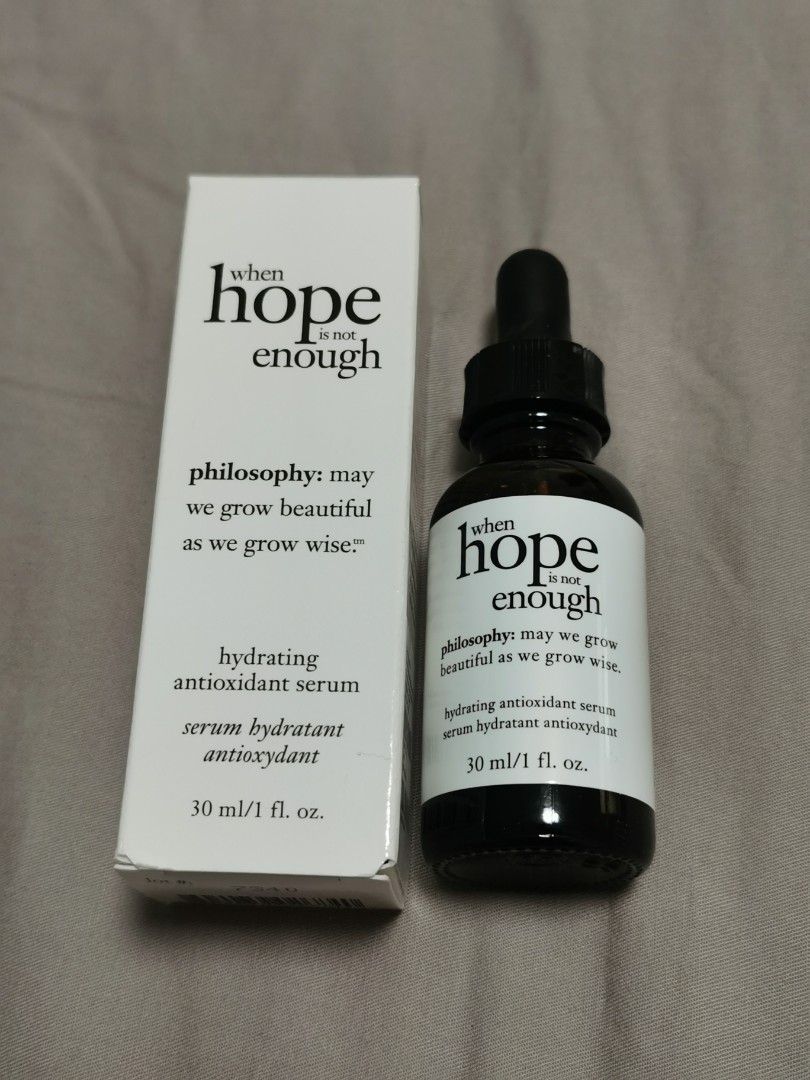 when
hope
is not
enough
philosophy: may
we grow beautiful
as we grow wise.™
hydrating
antioxidant serum
serum hydratant
antioxydant
30 ml/1 fl. oz.
lot #:
when
hope
is not
enough
philosophy: may we grow
beautiful as we grow wise.
hydrating antioxidant serum
serum hydratant antioxydant
30 ml/1 fl. oz.